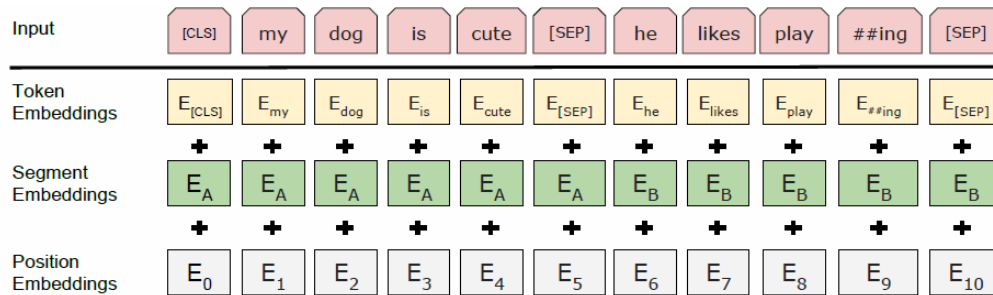 Input [CLS] my dog is cute [SEP] he likes play ##ing [SEP]
Token Embeddings E[CLS] Emy Edog Eis Ecute E[SEP] Ehe Elikes Eplay E##ing E[SEP]
+ + + + + + + + + + +
Segment Embeddings EA EA EA EA EA EA EB EB EB EB EB
+ + + + + + + + + + +
Position Embeddings E0 E1 E2 E3 E4 E5 E6 E7 E8 E9 E10